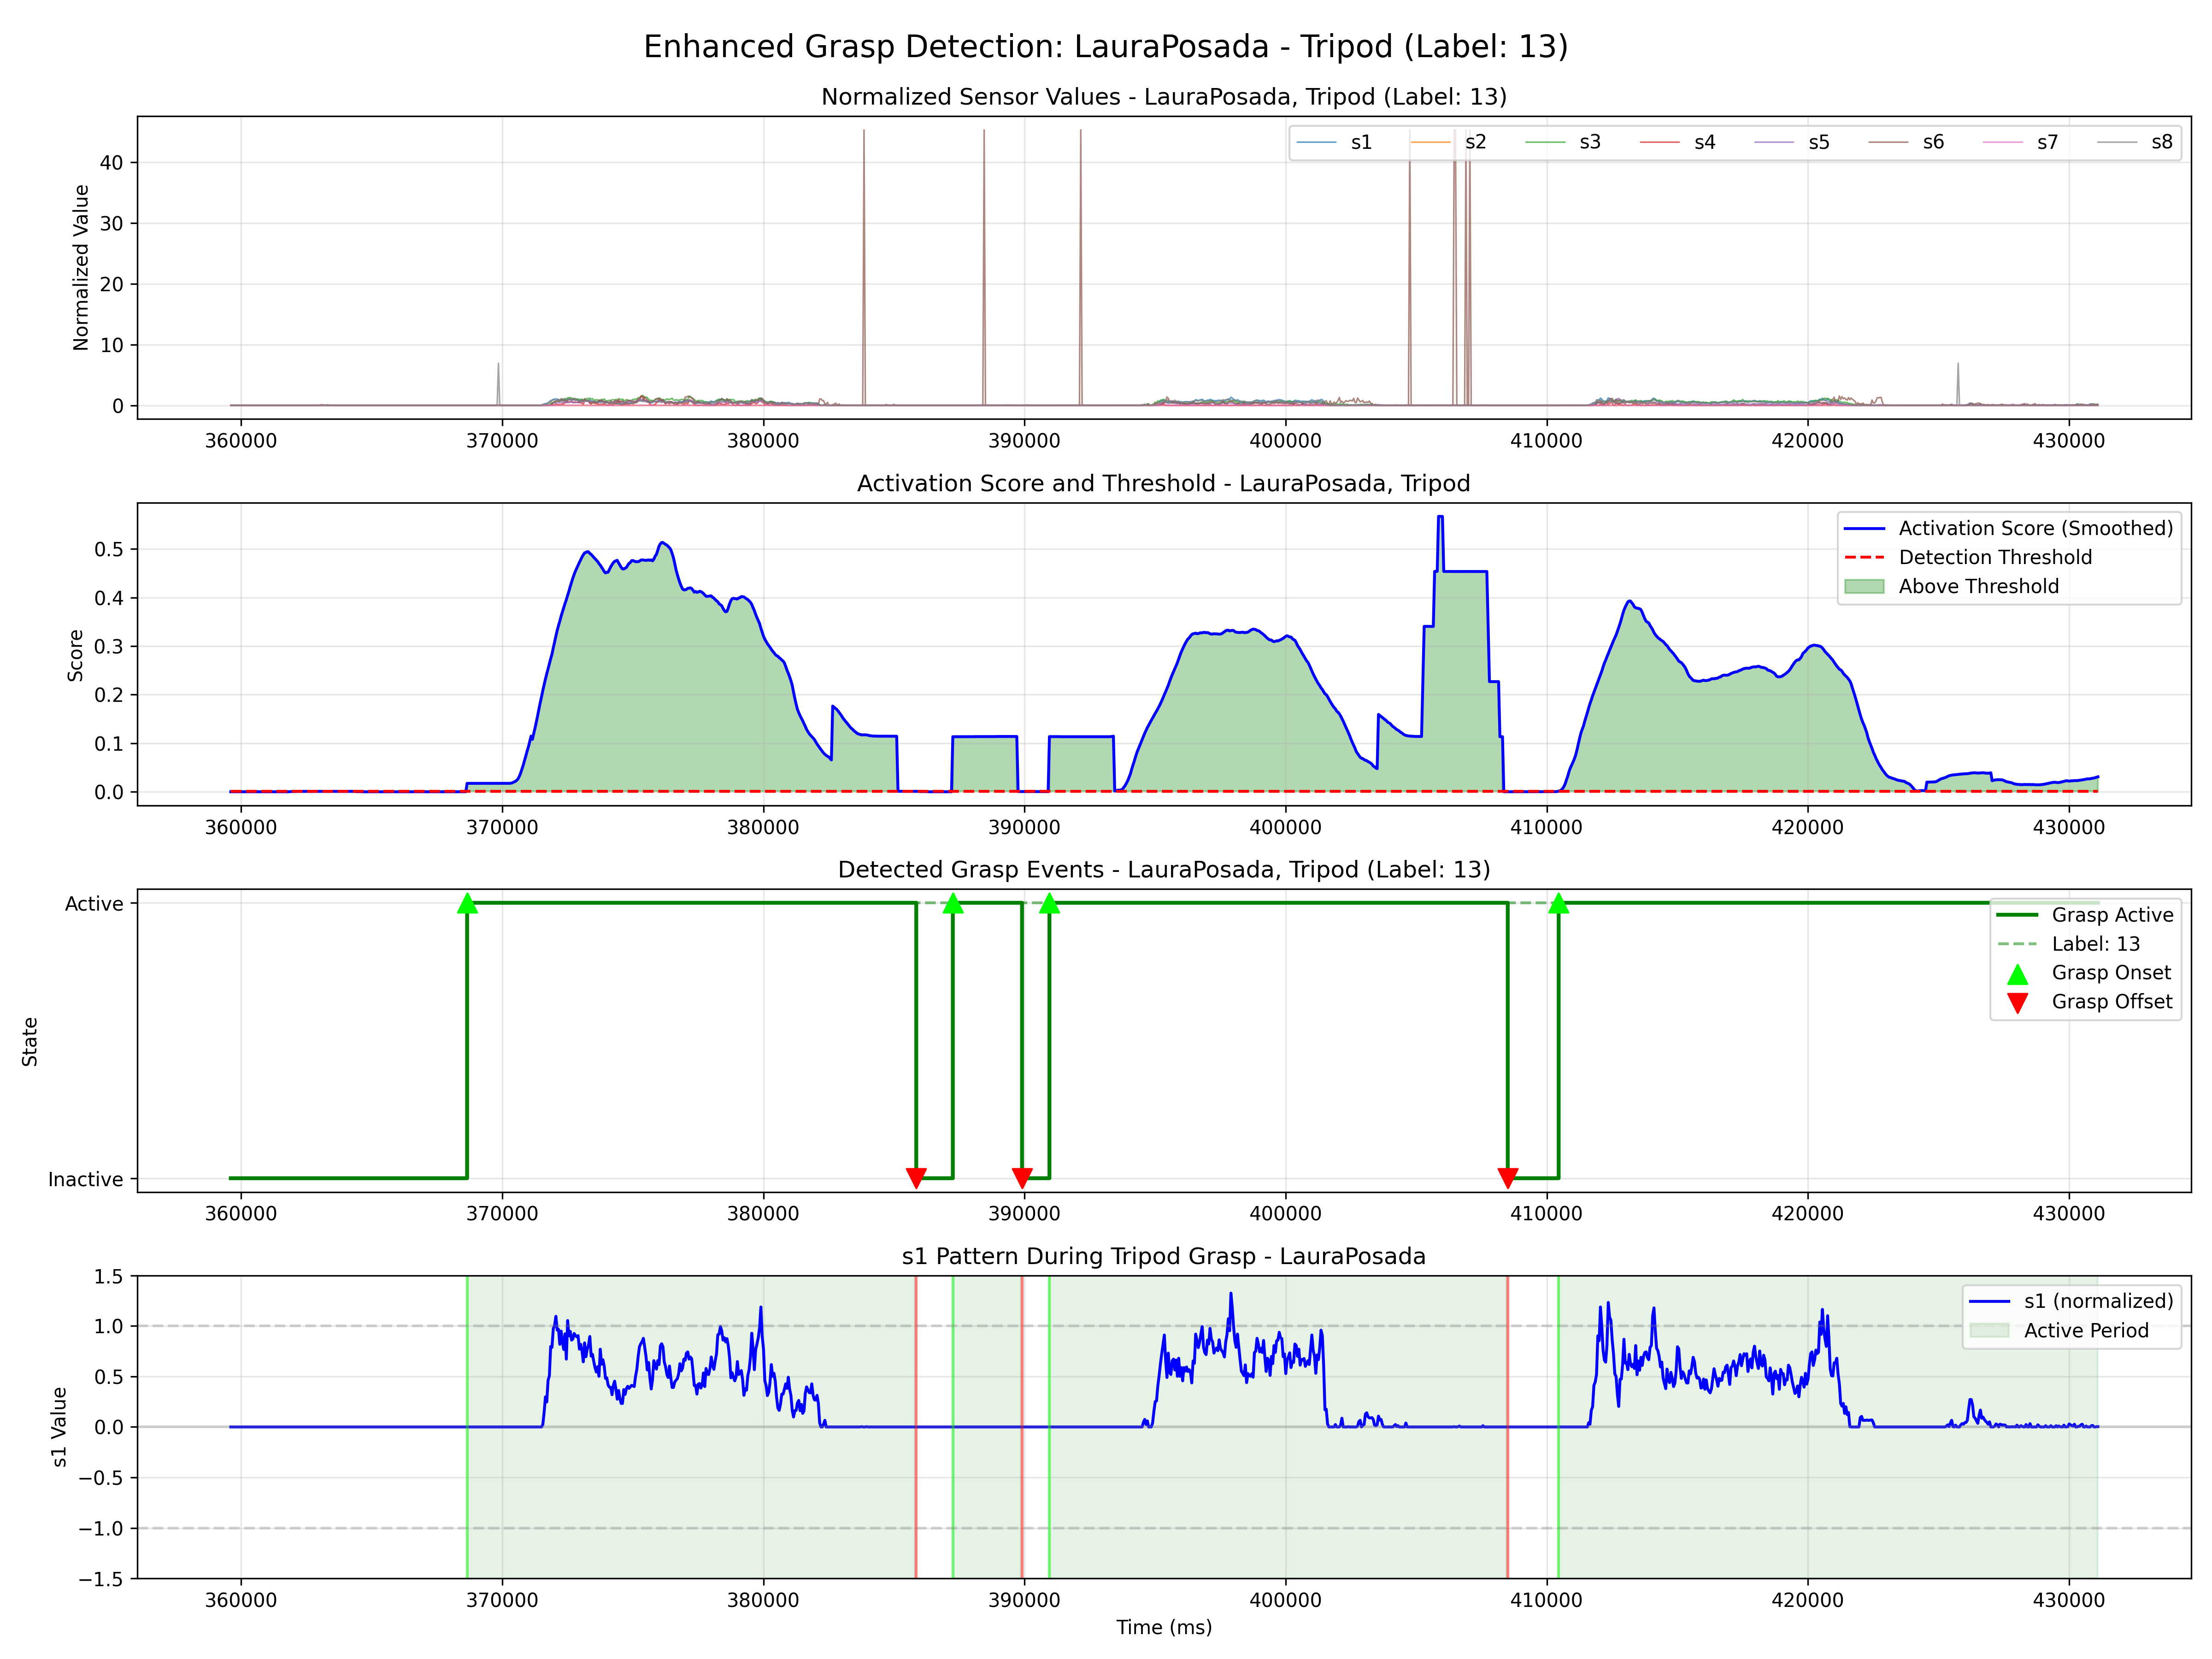 Enhanced Grasp Detection: LauraPosada - Tripod (Label: 13)
Normalized Sensor Values - LauraPosada, Tripod (Label: 13)
Normalized Value
40
30
20
10
0
s1 s2 s3 s4 s5 s6 s7 s8
360000 370000 380000 390000 400000 410000 420000 430000
Activation Score and Threshold - LauraPosada, Tripod
Score
0.5
0.4
0.3
0.2
0.1
0.0
Activation Score (Smoothed)
Detection Threshold
Above Threshold
360000 370000 380000 390000 400000 410000 420000 430000
Detected Grasp Events - LauraPosada, Tripod (Label: 13)
State
Active
Inactive
Grasp Active
Label: 13
Grasp Onset
Grasp Offset
360000 370000 380000 390000 400000 410000 420000 430000
s1 Pattern During Tripod Grasp - LauraPosada
s1 Value
1.5
1.0
0.5
0.0
−0.5
−1.0
−1.5
s1 (normalized)
Active Period
360000 370000 380000 390000 400000 410000 420000 430000
Time (ms)